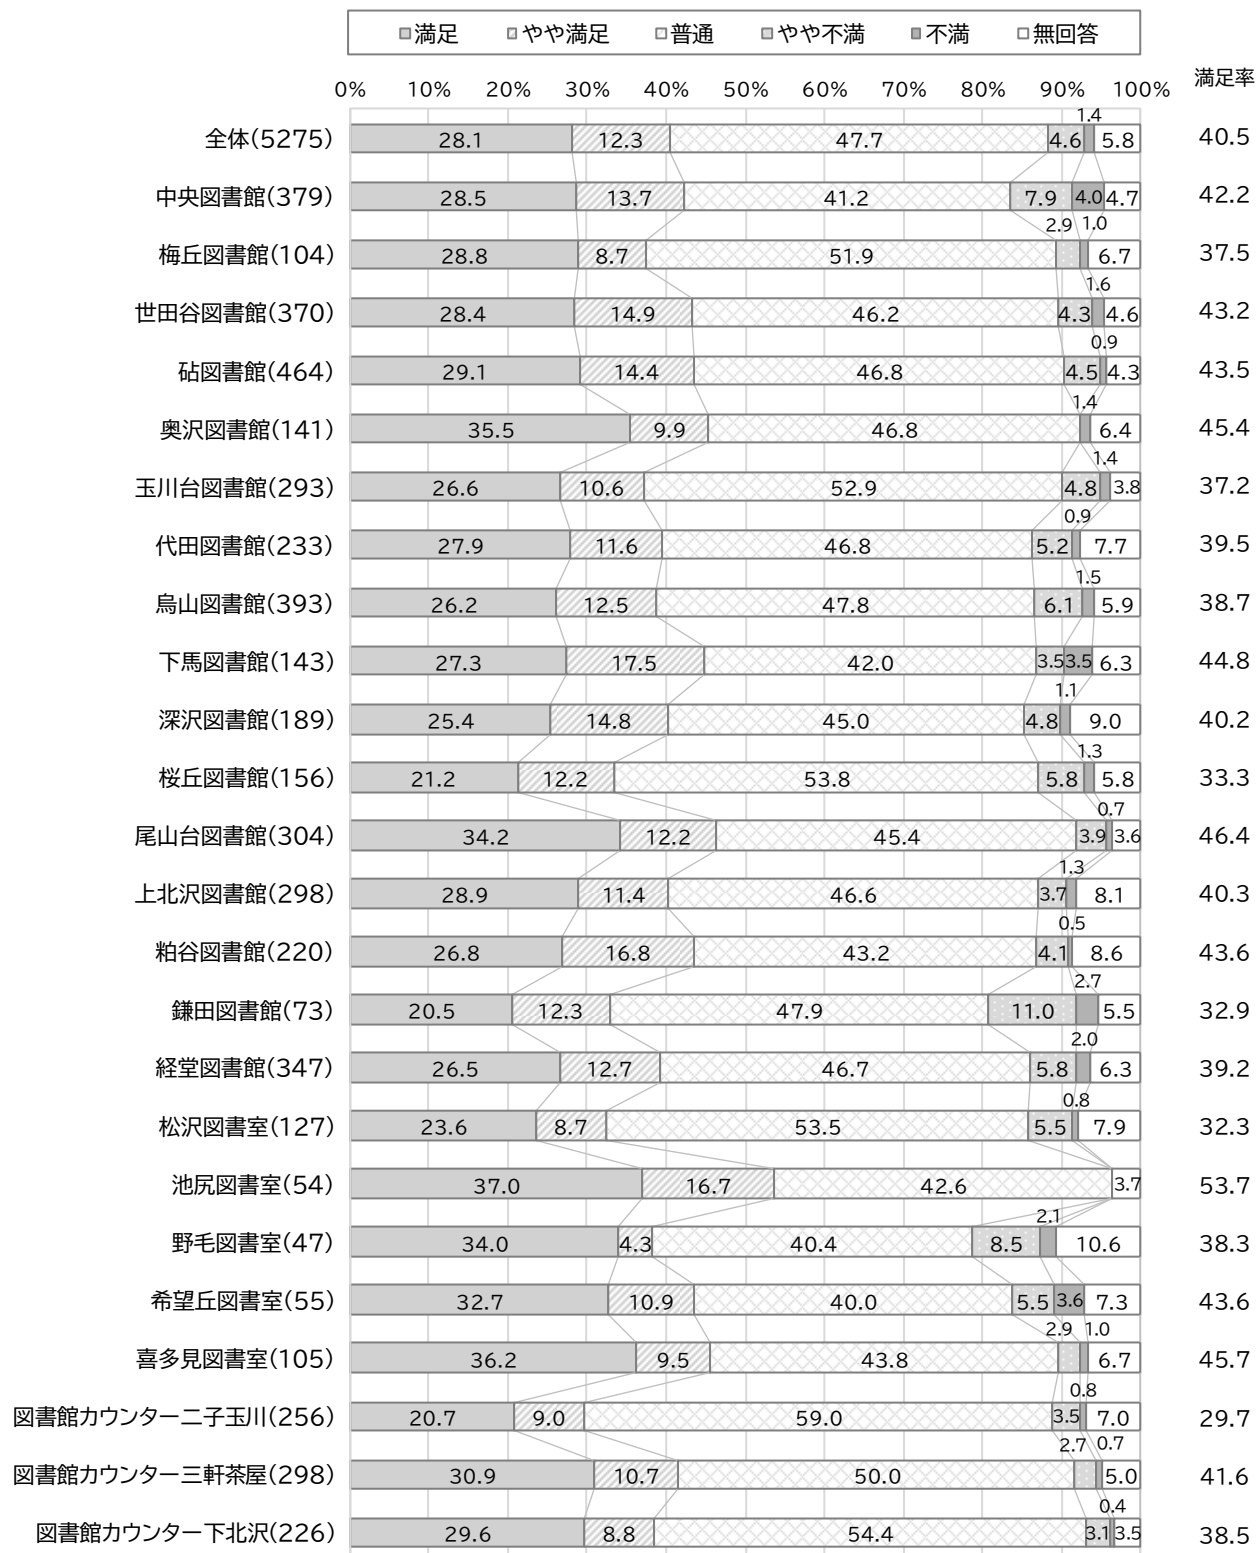 満足 やや満足 普通 やや不満 不満 無回答
0% 10% 20% 30% 40% 50% 60% 70% 80% 90% 100% 満足率
全体(5275) 28.1 12.3 47.7 4.6 1.4 5.8 40.5
中央図書館(379) 28.5 13.7 41.2 7.9 4.0 4.7 42.2
梅丘図書館(104) 28.8 8.7 51.9 2.9 1.0 6.7 37.5
世田谷図書館(370) 28.4 14.9 46.2 4.3 1.6 4.6 43.2
砧図書館(464) 29.1 14.4 46.8 4.5 0.9 4.3 43.5
奥沢図書館(141) 35.5 9.9 46.8 1.4 6.4 45.4
玉川台図書館(293) 26.6 10.6 52.9 4.8 1.4 3.8 37.2
代田図書館(233) 27.9 11.6 46.8 5.2 0.9 7.7 39.5
烏山図書館(393) 26.2 12.5 47.8 6.1 1.5 5.9 38.7
下馬図書館(143) 27.3 17.5 42.0 3.5 3.5 6.3 44.8
深沢図書館(189) 25.4 14.8 45.0 4.8 1.1 9.0 40.2
桜丘図書館(156) 21.2 12.2 53.8 5.8 1.3 5.8 33.3
尾山台図書館(304) 34.2 12.2 45.4 3.9 0.7 3.6 46.4
上北沢図書館(298) 28.9 11.4 46.6 3.7 1.3 8.1 40.3
粕谷図書館(220) 26.8 16.8 43.2 4.1 0.5 8.6 43.6
鎌田図書館(73) 20.5 12.3 47.9 11.0 2.7 5.5 32.9
経堂図書館(347) 26.5 12.7 46.7 5.8 2.0 6.3 39.2
松沢図書室(127) 23.6 8.7 53.5 5.5 0.8 7.9 32.3
池尻図書室(54) 37.0 16.7 42.6 3.7 53.7
野毛図書室(47) 34.0 4.3 40.4 8.5 2.1 10.6 38.3
希望丘図書室(55) 32.7 10.9 40.0 5.5 3.6 7.3 43.6
喜多見図書室(105) 36.2 9.5 43.8 2.9 1.0 6.7 45.7
図書館カウンター二子玉川(256) 20.7 9.0 59.0 3.5 0.8 7.0 29.7
図書館カウンター三軒茶屋(298) 30.9 10.7 50.0 2.7 0.7 5.0 41.6
図書館カウンター下北沢(226) 29.6 8.8 54.4 3.1 0.4 3.5 38.5